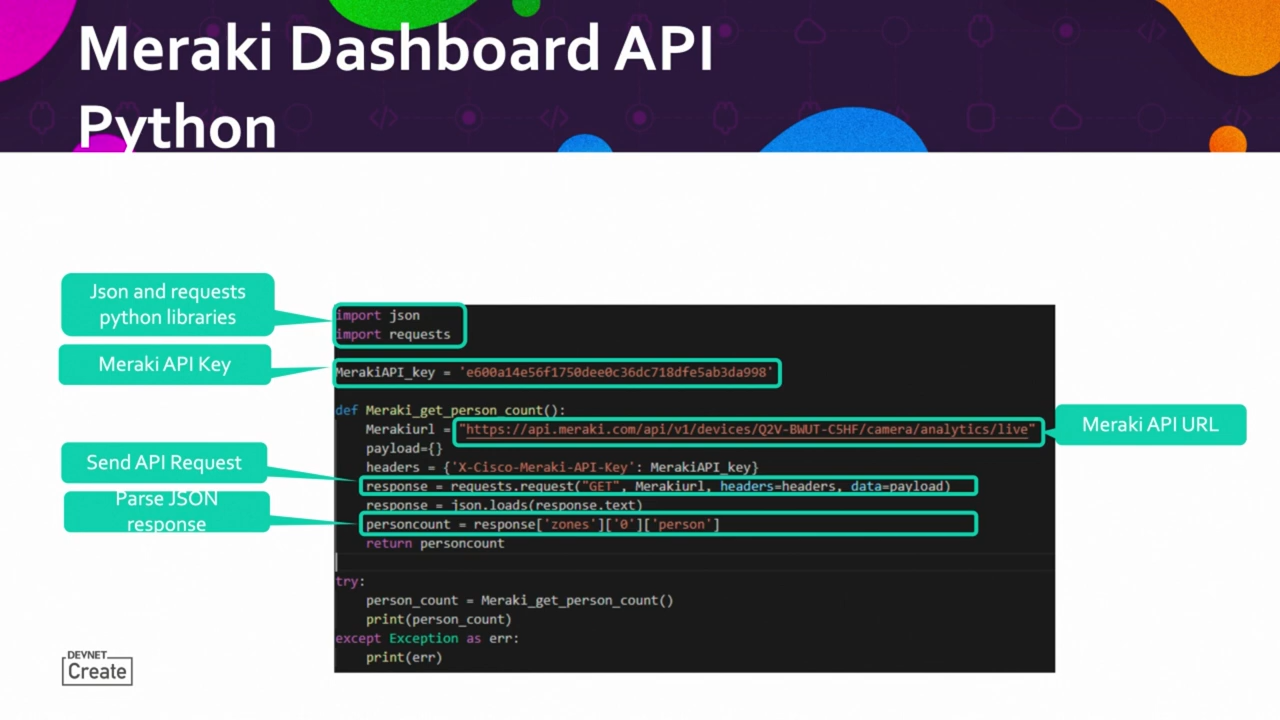 Meraki Dashboard API
Python
Json and requests
python libraries
Meraki API Key
Send API Request
Parse JSON
response
import json
import requests
MerakiAPI_key = 'e600a14e56f1750dee0c36dc718dfe5ab3da998'
def Meraki_get_person_count():
Merakiurl = "https://api.meraki.com/api/v1/devices/Q2V-BWUT-C5HF/camera/analytics/live"
payload={}
headers = {'X-Cisco-Meraki-API-Key': MerakiAPI_key}
response = requests.request("GET", Merakiurl, headers=headers, data=payload)
response = json.loads(response.text)
personcount = response['zones']['0']['person']
return personcount
try:
person_count = Meraki_get_person_count()
print(person_count)
except Exception as err:
print(err)
Meraki API URL
DEVNET
Create